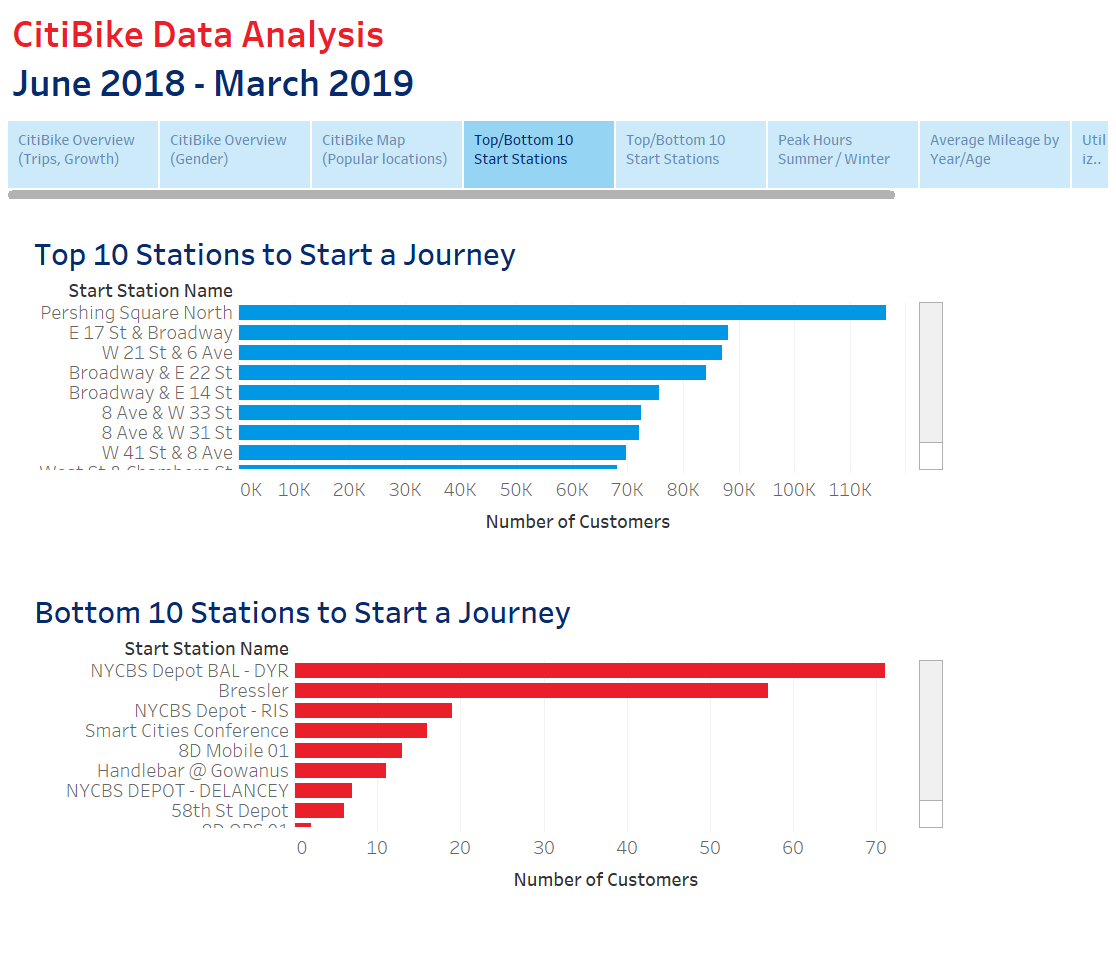 CitiBike Data Analysis
June 2018 - March 2019
CitiBike Overview
(Trips, Growth)
CitiBike Overview
(Gender)
CitiBike Map
(Popular locations)
Top/Bottom 10
Start Stations
Top/Bottom 10
Start Stations
Peak Hours
Summer / Winter
Average Mileage by
Year/Age
Util
iz..
Top 10 Stations to Start a Journey
Start Station Name
Pershing Square North
E 17 St & Broadway
W 21 St & 6 Ave
Broadway & E 22 St
Broadway & E 14 St
8 Ave & W 33 St
8 Ave & W 31 St
W 41 St & 8 Ave
West St & Chambers St
0K 10K 20K 30K 40K 50K 60K 70K 80K 90K 100K 110K
Number of Customers
Bottom 10 Stations to Start a Journey
Start Station Name
NYCBS Depot BAL - DYR
Bressler
NYCBS Depot - RIS
Smart Cities Conference
8D Mobile 01
Handlebar @ Gowanus
NYCBS DEPOT - DELANCEY
58th St Depot
0 10 20 30 40 50 60 70
Number of Customers